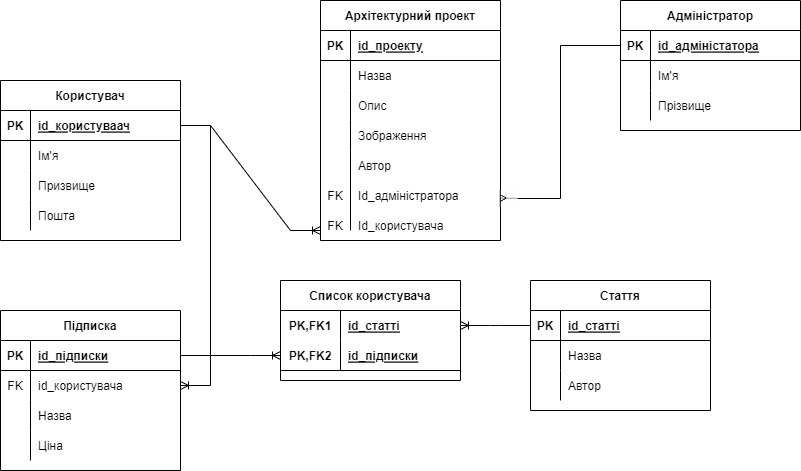 Архітектурний проект
PK id_проекту
Назва
Опис
Зображення
Автор
FK Id_адміністратора
FK Id_користувача
Адміністратор
PK id_адміністатора
Ім'я
Прізвище
Користувач
PK id_користуваач
Ім'я
Призвище
Пошта
Підписка
PK id_підписки
FK id_користувача
Назва
Ціна
Список користувача
PK,FK1 id_статті
PK,FK2 id_підписки
Стаття
PK id_статті
Назва
Автор